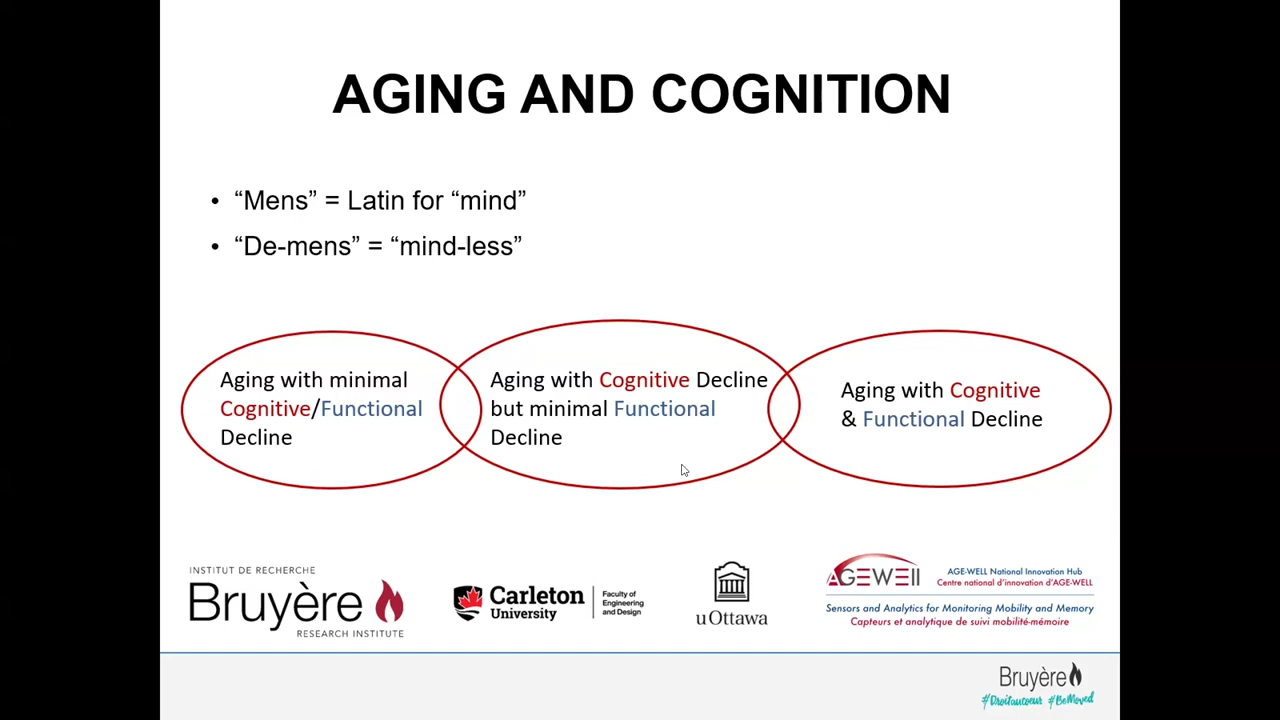 AGING AND COGNITION
• “Mens” = Latin for “mind”
• “De-mens” = “mind-less”
Aging with minimal
Cognitive/Functional
Decline
Aging with Cognitive Decline
but minimal Functional
Decline
Aging with Cognitive
& Functional Decline
INSTITUT DE RECHERCHE
Bruyère
RESEARCH INSTITUTE
Carleton
University
Faculty of
Engineering
and Design
uOttawa
AGEWELL
AGE-WELL National Innovation Hub
Centre national d’innovation d’AGE-WELL
Sensors and Analytics for Monitoring Mobility and Memory
Capteurs et analytique de suivi mobilité-mémoire
Bruyère
#Droitaucoeur #BeMoved